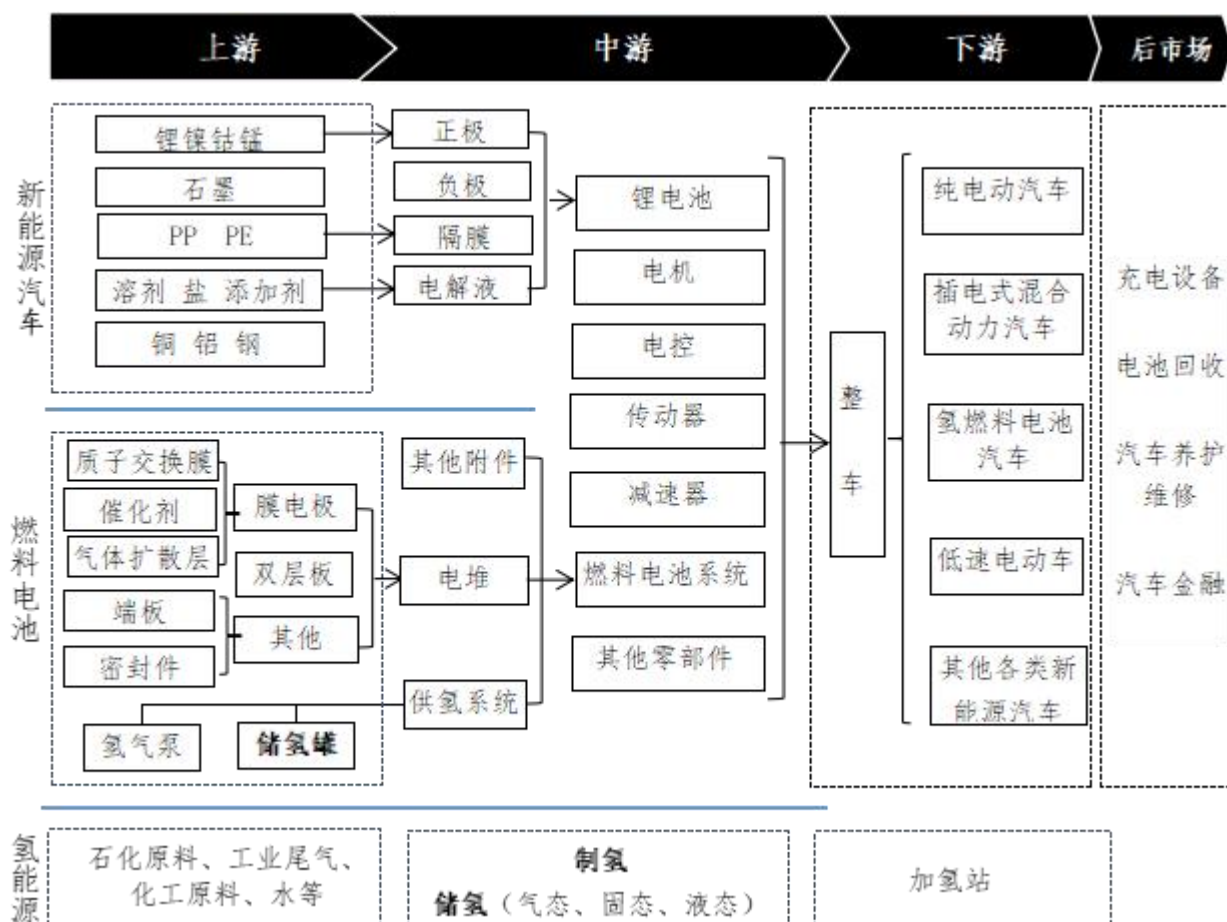 上游
中游
下游
后市场
新能源汽车
锂镍钴锰
石墨
PP PE
溶剂 盐 添加剂
铜 铝 钢
正极
负极
隔膜
电解液
锂电池
电机
电控
传动器
减速器
燃料电池系统
其他零部件
整车
纯电动汽车
插电式混合
动力汽车
氢燃料电池
汽车
低速电动车
其他各类新
能源汽车
充电设备
电池回收
汽车养护
维修
汽车金融
燃料电池
质子交换膜
催化剂
气体扩散层
端板
密封件
膜电极
双层板
其他
氢气泵
储氢罐
其他附件
电堆
供氢系统
氢能源
石化原料、工业尾气、
化工原料、水等
制氢
储氢（气态、固态、液态）
加氢站